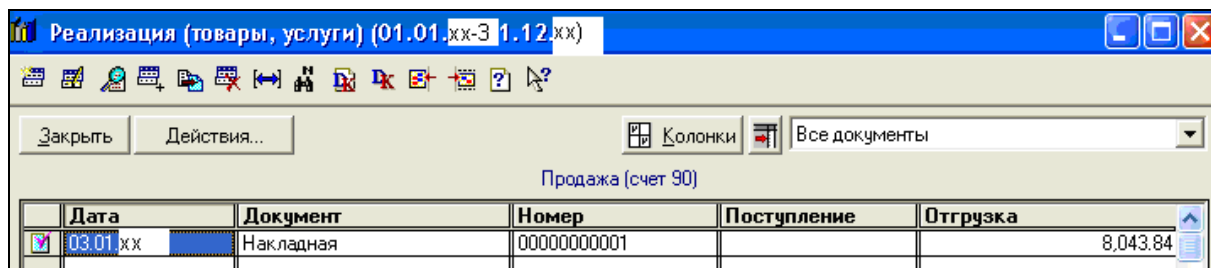 Реализация (товары, услуги) (01.01.xx-31.12.xx)
Закрыть Действия... Колонки Все документы
Продажа (счет 90)
Дата Документ Номер Поступление Отгрузка
03.01.xx Накладная 00000000001 8,043.84